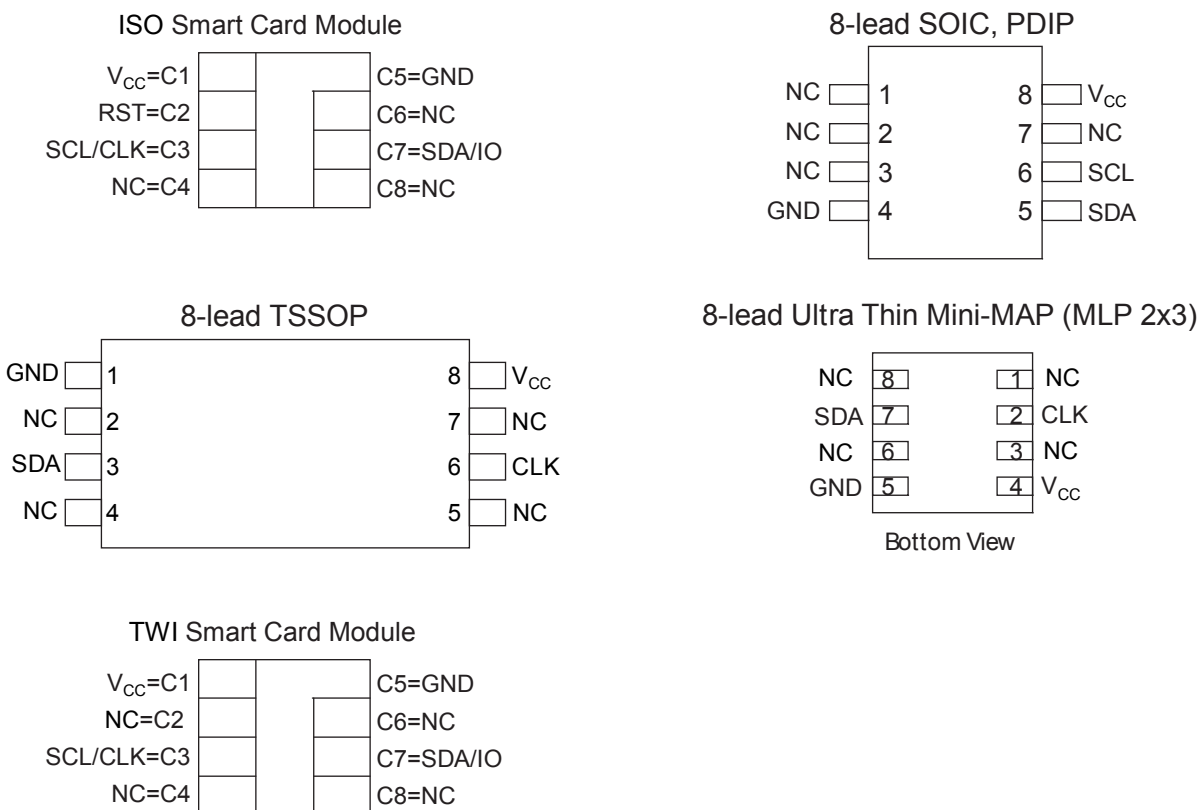 ISO Smart Card Module
V_CC=C1
RST=C2
SCL/CLK=C3
NC=C4
C5=GND
C6=NC
C7=SDA/IO
C8=NC
8-lead SOIC, PDIP
NC 1 8 V_CC
NC 2 7 NC
NC 3 6 SCL
GND 4 5 SDA
8-lead TSSOP
GND 1 8 V_CC
NC 2 7 NC
SDA 3 6 CLK
NC 4 5 NC
8-lead Ultra Thin Mini-MAP (MLP 2x3)
NC 8 1 NC
SDA 7 2 CLK
NC 6 3 NC
GND 5 4 V_CC
Bottom View
TWI Smart Card Module
V_CC=C1
NC=C2
SCL/CLK=C3
NC=C4
C5=GND
C6=NC
C7=SDA/IO
C8=NC